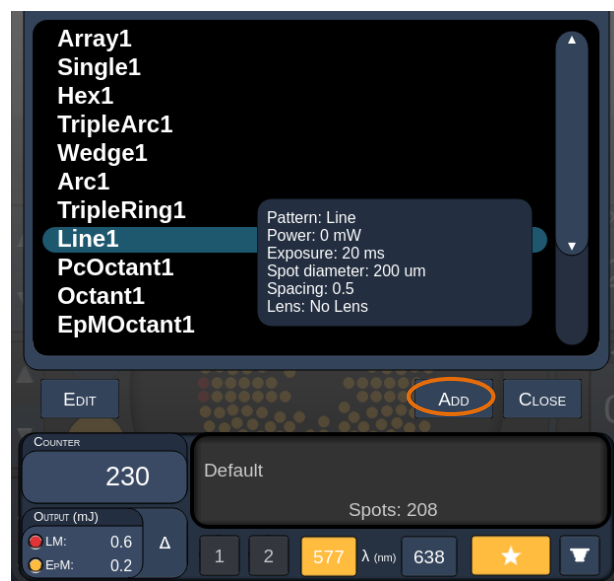 Array1
Single1
Hex1
TripleArc1
Wedge1
Arc1
TripleRing1
Line1
PcOctant1
Octant1
EpMOctant1
Pattern: Line
Power: 0 mW
Exposure: 20 ms
Spot diameter: 200 um
Spacing: 0.5
Lens: No Lens
EDIT
ADD
CLOSE
COUNTER
230
Default
Spots: 208
OUTPUT (mJ)
LM: 0.6
EPM: 0.2
Δ
1 2 577 λ (nm) 638